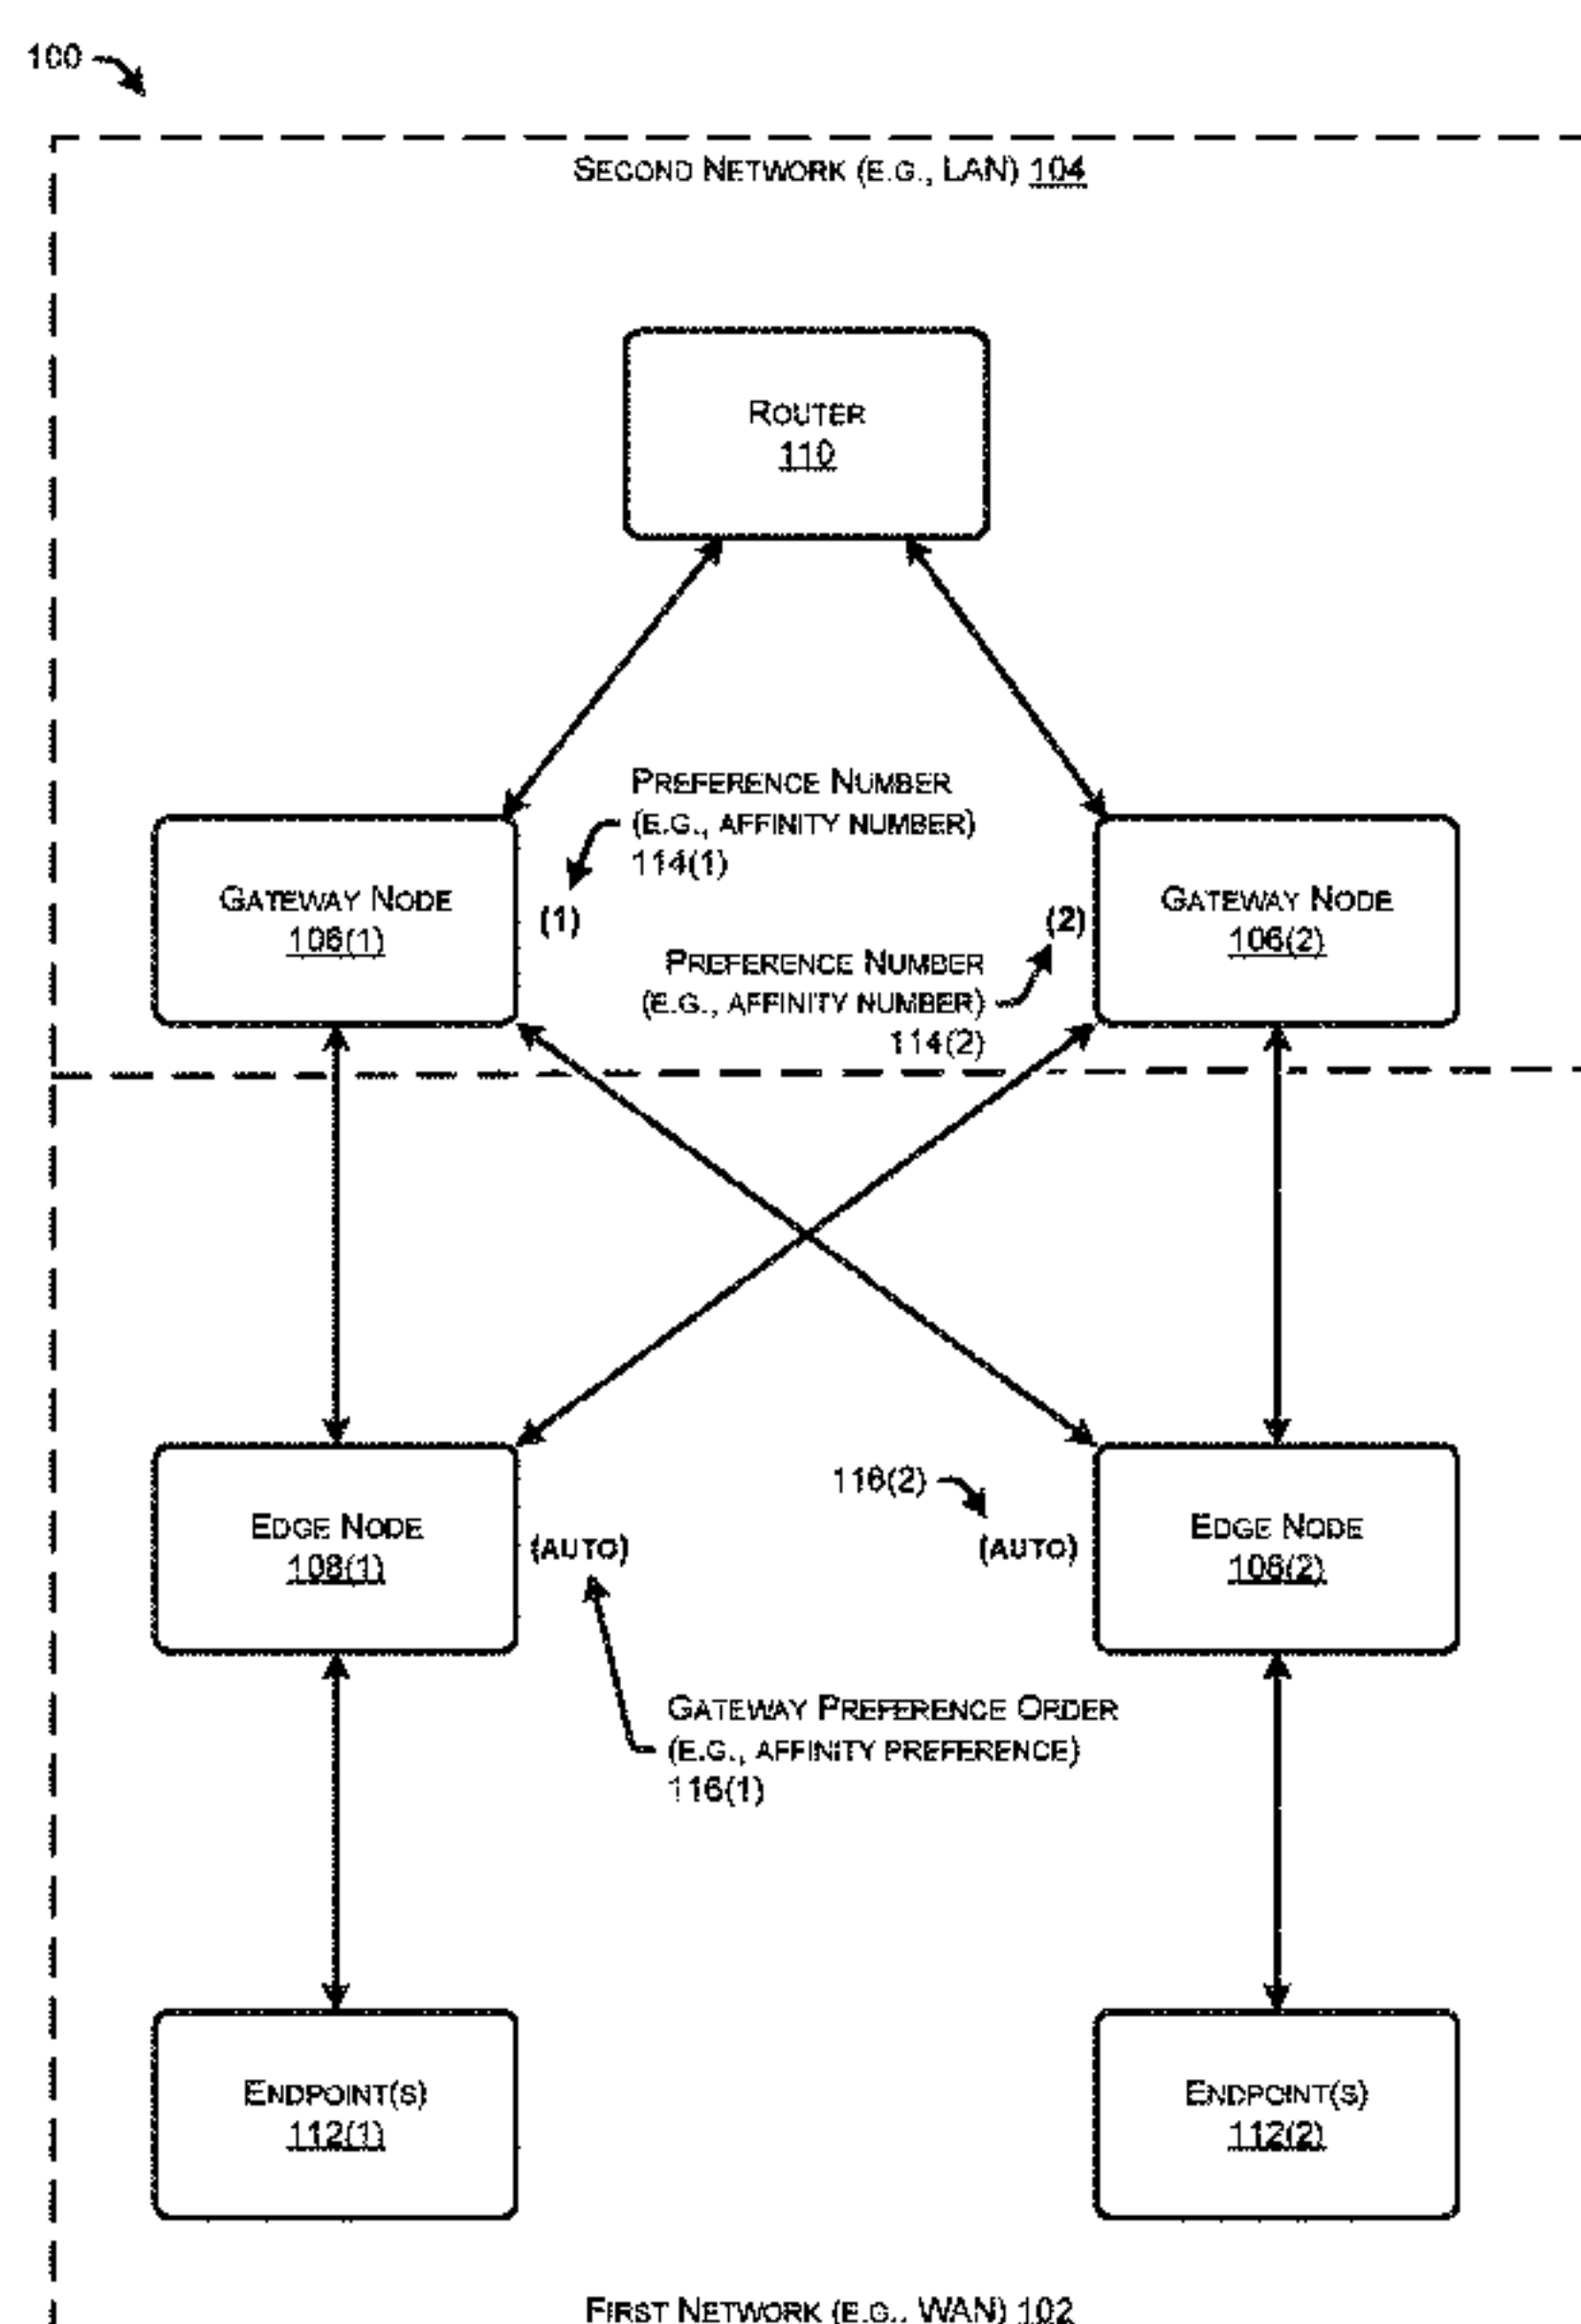 100
SECOND NETWORK (E.G., LAN) 104
ROUTER
110
PREFERENCE NUMBER
(E.G., AFFINITY NUMBER)
114(1)
GATEWAY NODE
106(1)
(1)
(2)
GATEWAY NODE
106(2)
PREFERENCE NUMBER
(E.G., AFFINITY NUMBER)
114(2)
116(2)
EDGE NODE
108(1)
(AUTO)
(AUTO)
EDGE NODE
108(2)
GATEWAY PREFERENCE ORDER
(E.G., AFFINITY PREFERENCE)
116(1)
ENDPOINT(S)
112(1)
ENDPOINT(S)
112(2)
FIRST NETWORK (E.G., WAN) 102